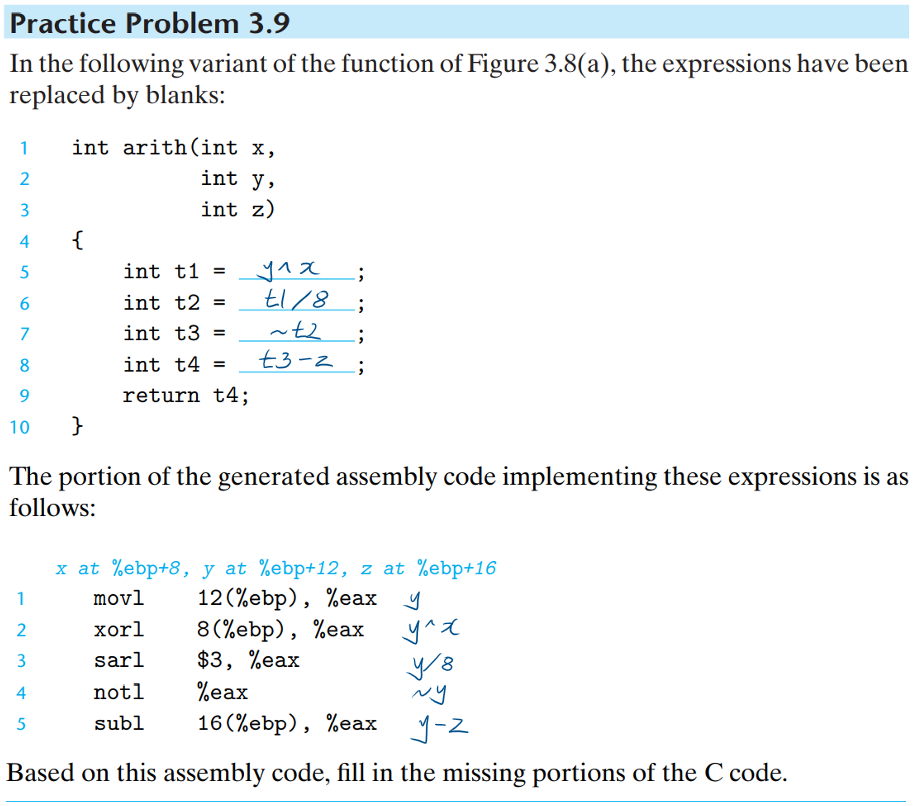 Practice Problem 3.9
In the following variant of the function of Figure 3.8(a), the expressions have been
replaced by blanks:
1 int arith(int x,
2 int y,
3 int z)
4 {
5 int t1 = y^x ;
6 int t2 = t1/8 ;
7 int t3 = ~t2 ;
8 int t4 = t3-z ;
9 return t4;
10 }
The portion of the generated assembly code implementing these expressions is as
follows:
x at %ebp+8, y at %ebp+12, z at %ebp+16
1 movl 12(%ebp), %eax y
2 xorl 8(%ebp), %eax y^x
3 sarl $3, %eax y/8
4 notl %eax ~y
5 subl 16(%ebp), %eax y-z
Based on this assembly code, fill in the missing portions of the C code.